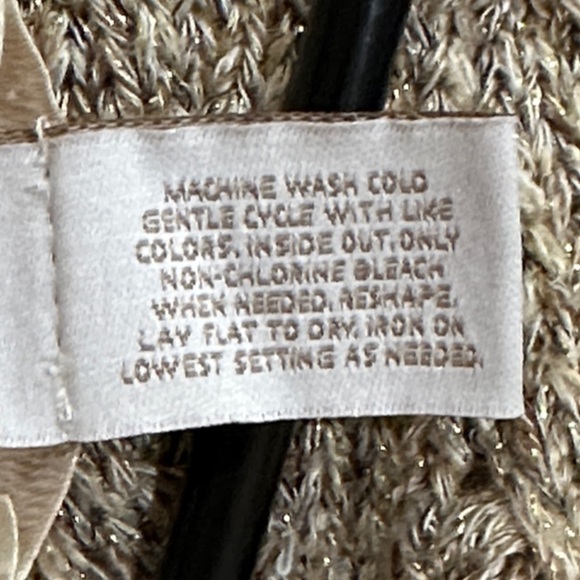 MACHINE WASH COLD
GENTLE CYCLE WITH LIKE
COLORS. INSIDE OUT. ONLY
NON-CHLORINE BLEACH
WHEN NEEDED. RESHAPE.
LAY FLAT TO DRY. IRON ON
LOWEST SETTING AS NEEDED.